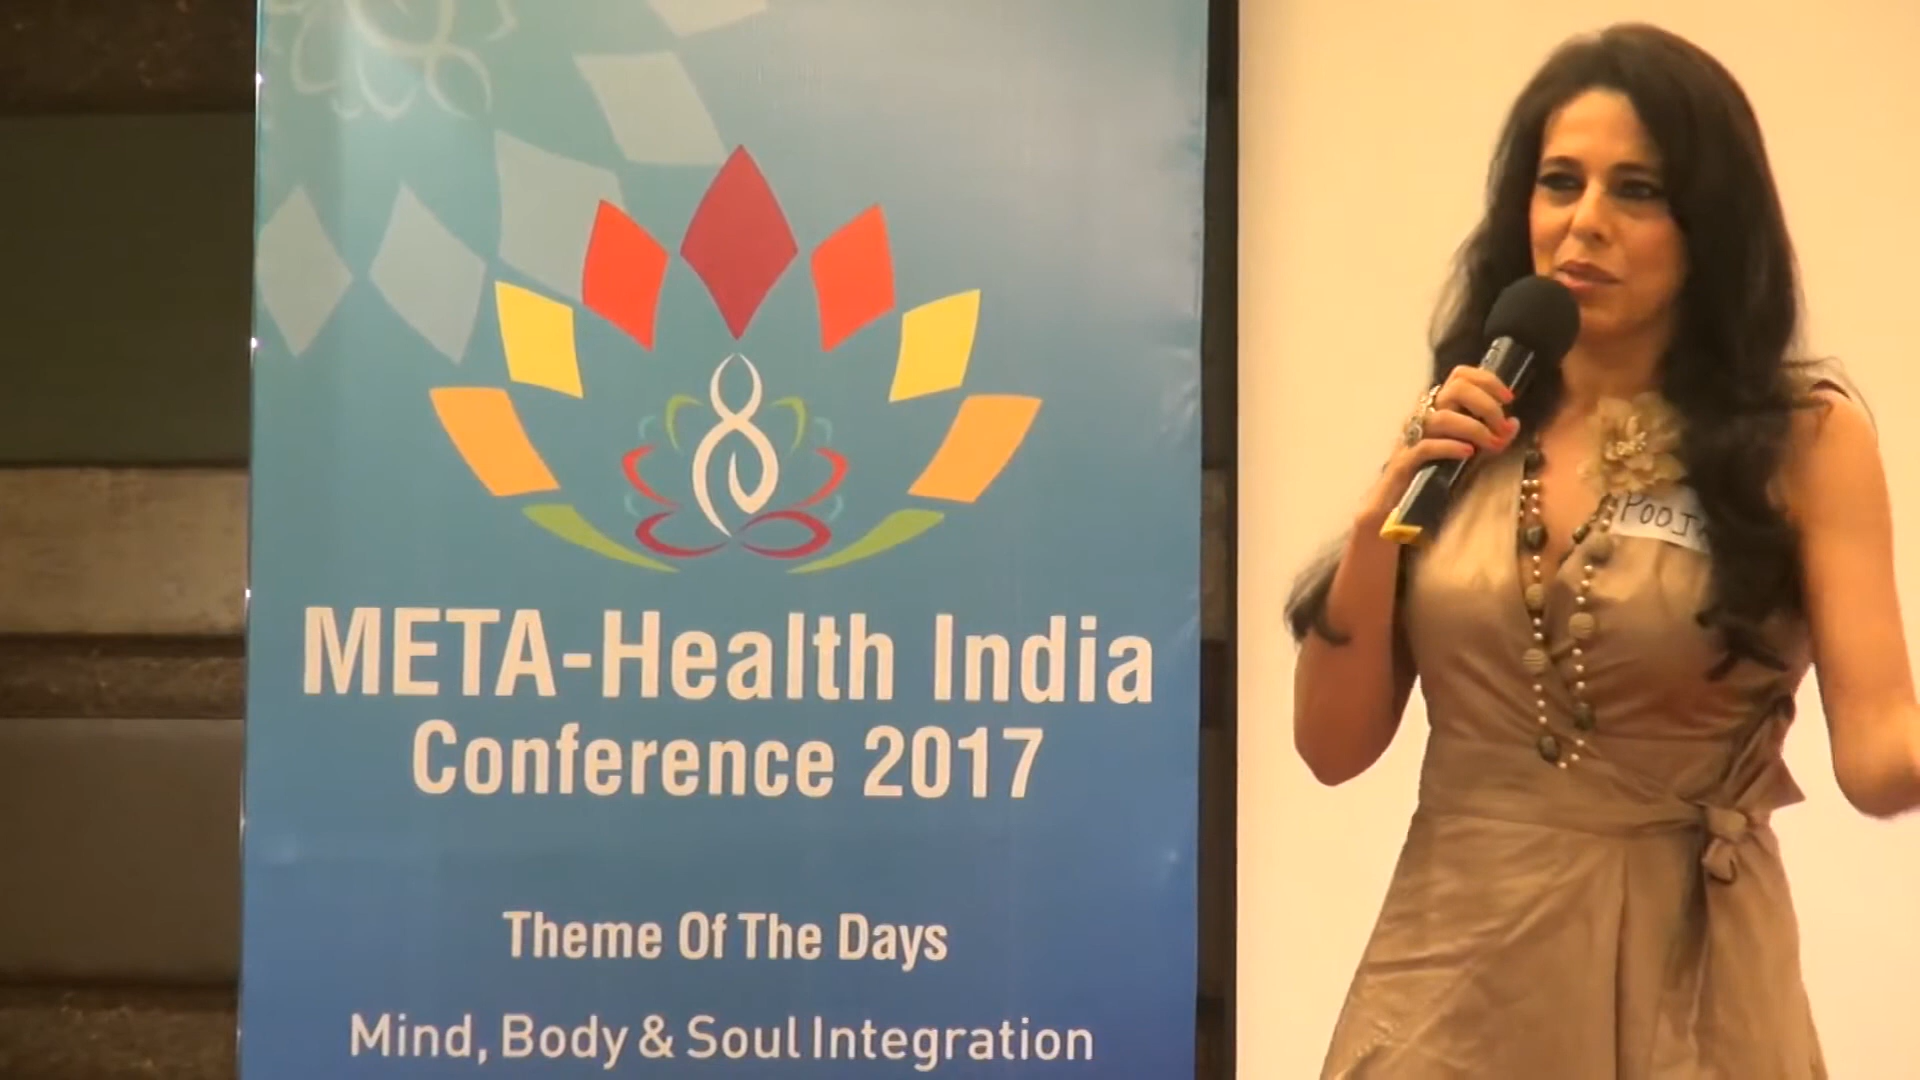 META-Health India
Conference 2017
Theme Of The Days
Mind, Body & Soul Integration